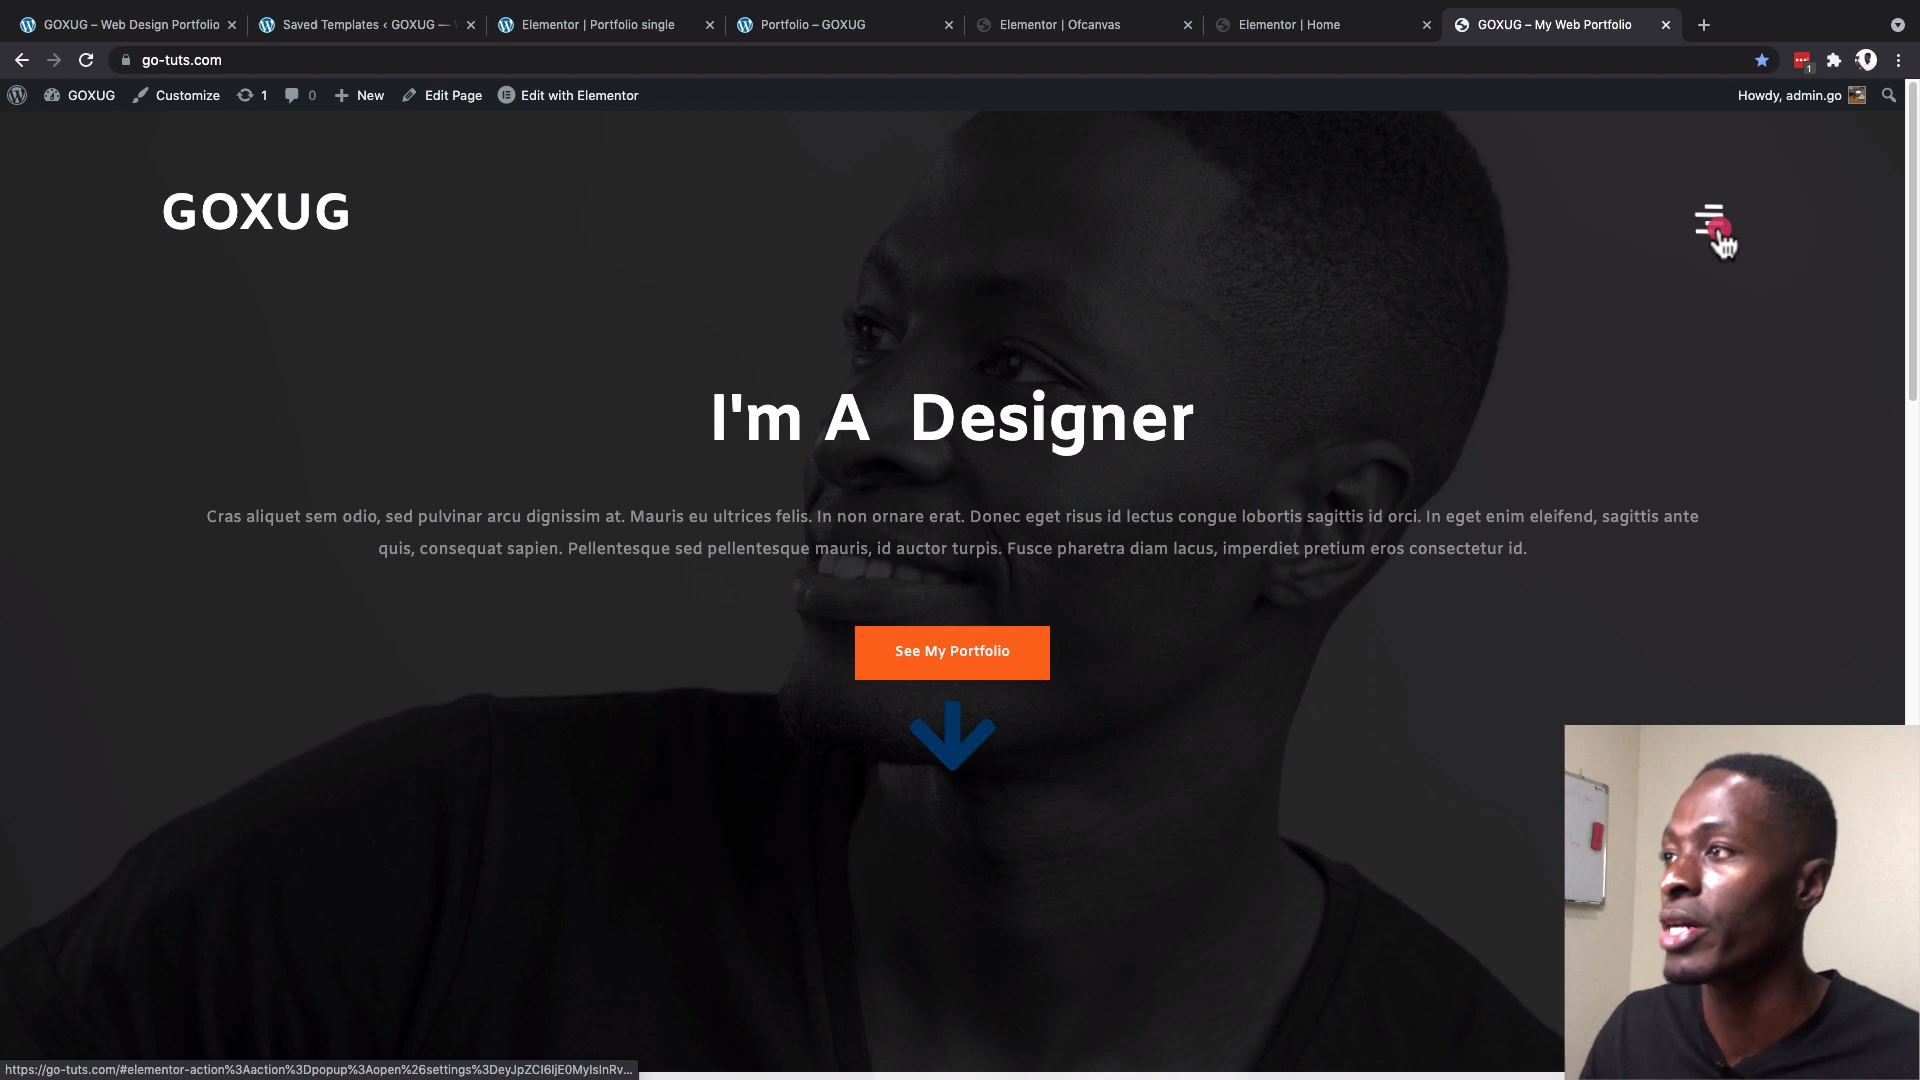 GOXUG – Web Design Portfolio
Saved Templates ‹ GOXUG —
Elementor | Portfolio single
Portfolio – GOXUG
Elementor | Ofcanvas
Elementor | Home
GOXUG – My Web Portfolio
go-tuts.com
1
GOXUG
Customize
1
0
New
Edit Page
Edit with Elementor
Howdy, admin.go
GOXUG
I'm A Designer
Cras aliquet sem odio, sed pulvinar arcu dignissim at. Mauris eu ultrices felis. In non ornare erat. Donec eget risus id lectus congue lobortis sagittis id orci. In eget enim eleifend, sagittis ante
quis, consequat sapien. Pellentesque sed pellentesque mauris, id auctor turpis. Fusce pharetra diam lacus, imperdiet pretium eros consectetur id.
See My Portfolio
https://go-tuts.com/#elementor-action%3Aaction%3Dpopup%3Aopen%26settings%3DeyJpZCI6IjE0MyIsInRv...